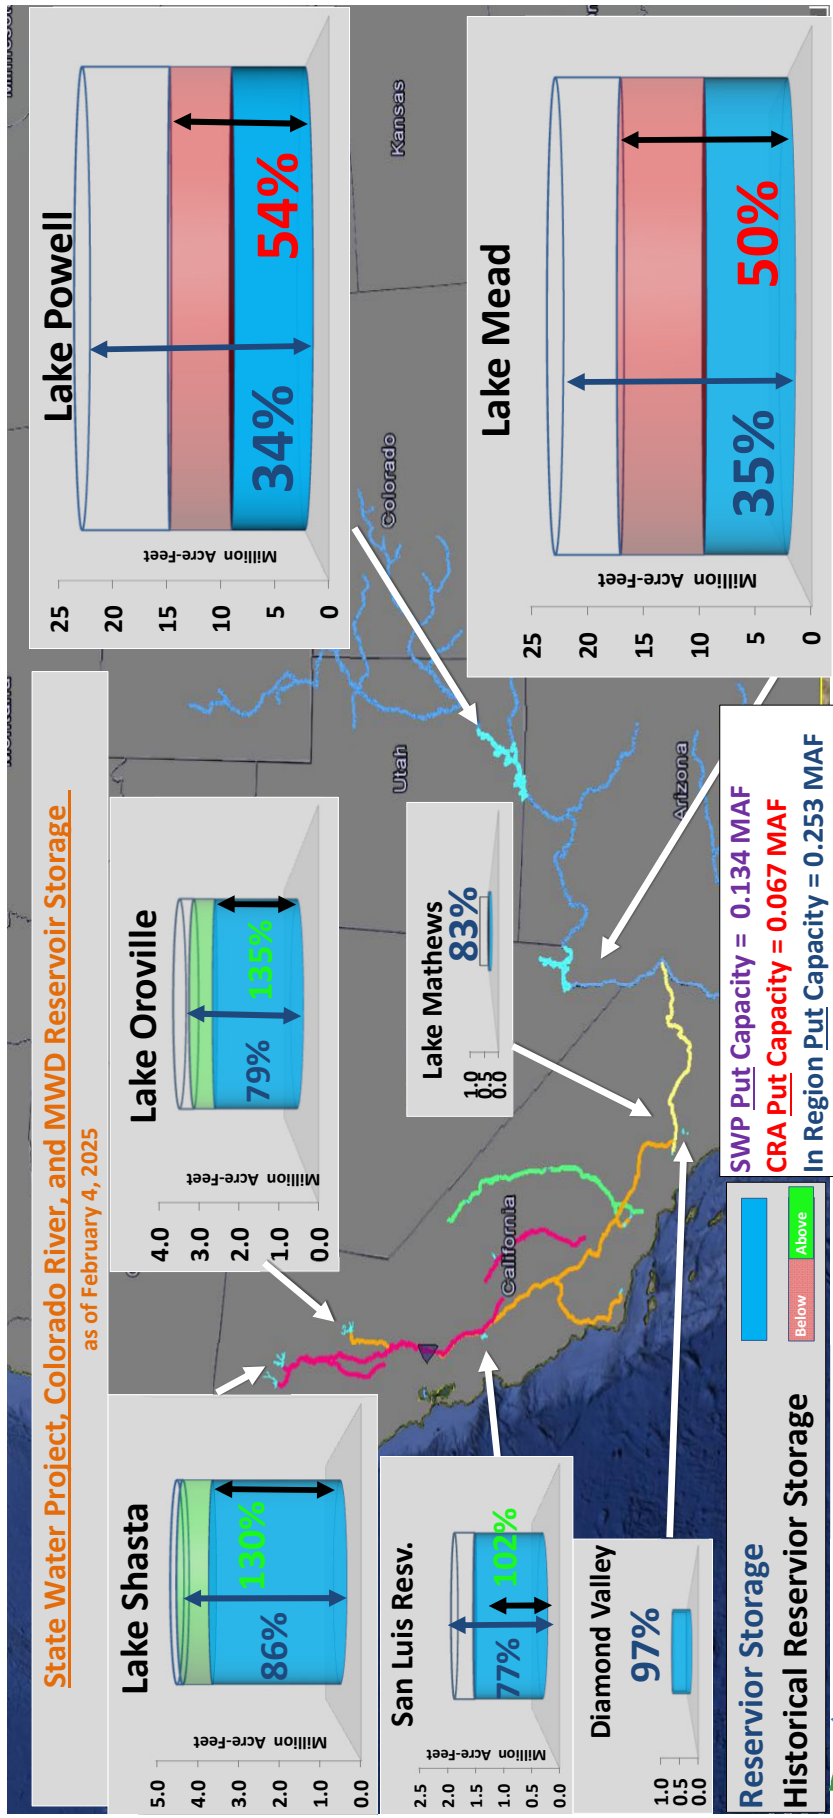 State Water Project, Colorado River, and MWD Reservoir Storage
as of February 4, 2025
Lake Shasta
5.0
4.0
3.0
2.0
1.0
0.0
Million Acre-Feet
86%
130%
Lake Oroville
4.0
3.0
2.0
1.0
0.0
Million Acre-Feet
79%
135%
Lake Powell
25
20
15
10
5
0
Million Acre-Feet
34%
54%
San Luis Resv.
2.5
2.0
1.5
1.0
0.5
0.0
Million Acre-Feet
77%
102%
Lake Mathews
1.0
0.5
0.0
83%
Lake Mead
25
20
15
10
5
0
Million Acre-Feet
35%
50%
Diamond Valley
1.0
0.5
0.0
97%
California
Utah
Colorado
Kansas
Arizona
Reservior Storage
Historical Reservior Storage
Below
Above
SWP Put Capacity = 0.134 MAF
CRA Put Capacity = 0.067 MAF
In Region Put Capacity = 0.253 MAF